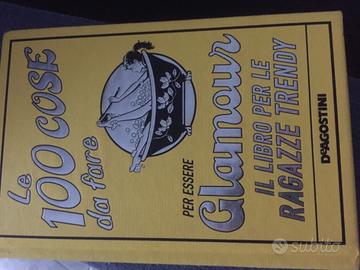 Le
100 COSE
da fare
PER ESSERE
Glamour
IL LIBRO PER LE
RAGAZZE TRENDY
DeAGOSTINI
subito